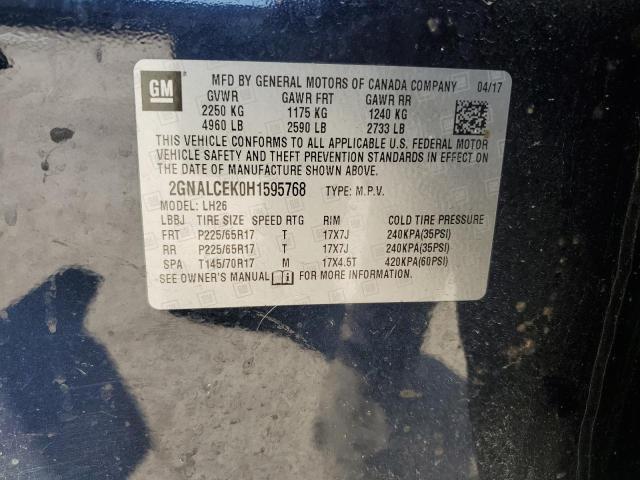 GM
MFD BY GENERAL MOTORS OF CANADA COMPANY 04/17
GVWR GAWR FRT GAWR RR
2250 KG 1175 KG 1240 KG
4960 LB 2590 LB 2733 LB
THIS VEHICLE CONFORMS TO ALL APPLICABLE U.S. FEDERAL MOTOR
VEHICLE SAFETY AND THEFT PREVENTION STANDARDS IN EFFECT ON
THE DATE OF MANUFACTURE SHOWN ABOVE.
2GNALCEK0H1595768 TYPE: M.P.V.
MODEL: LH26
LBBJ TIRE SIZE SPEED RTG RIM COLD TIRE PRESSURE
FRT P225/65R17 T 17X7J 240KPA(35PSI)
RR P225/65R17 T 17X7J 240KPA(35PSI)
SPA T145/70R17 M 17X4.5T 420KPA(60PSI)
SEE OWNER'S MANUAL FOR MORE INFORMATION.